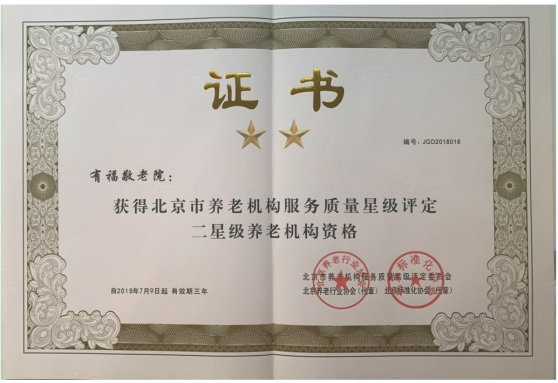 证书
编号：JGD2018018
有福敬老院：
获得北京市养老机构服务质量星级评定
二星级养老机构资格
北京市养老机构服务质量星级评定委员会
北京养老行业协会（代章） 北京标准化协会（代章）
自2019年7月9日起 有效期三年